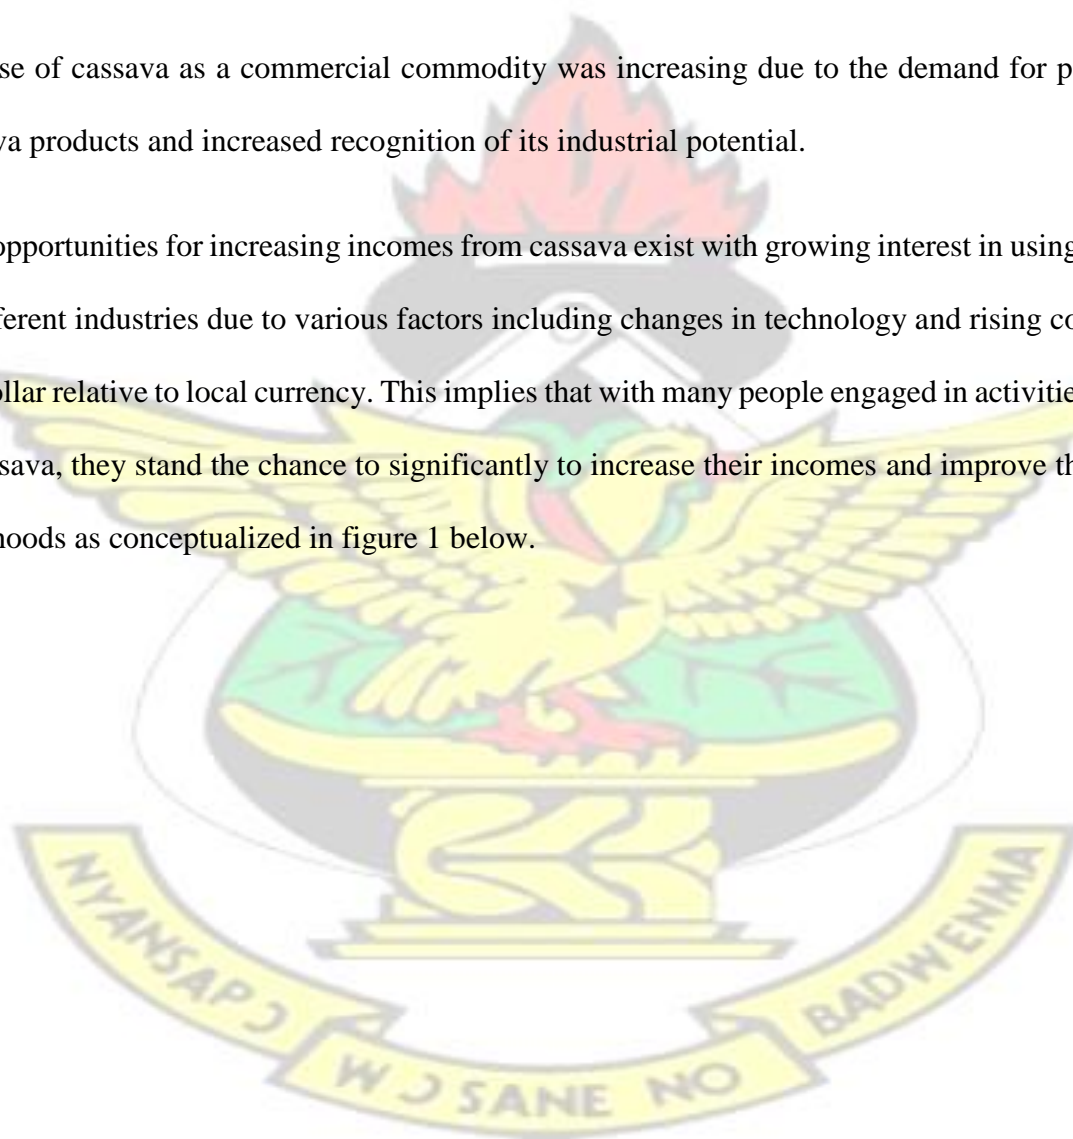 se of cassava as a commercial commodity was increasing due to the demand for p
va products and increased recognition of its industrial potential.
opportunities for increasing incomes from cassava exist with growing interest in using
ferent industries due to various factors including changes in technology and rising co
ollar relative to local currency. This implies that with many people engaged in activitie
sava, they stand the chance to significantly to increase their incomes and improve th
hoods as conceptualized in figure 1 below.
NYANSAPƆ
WƆSANE NO
BADWENMA